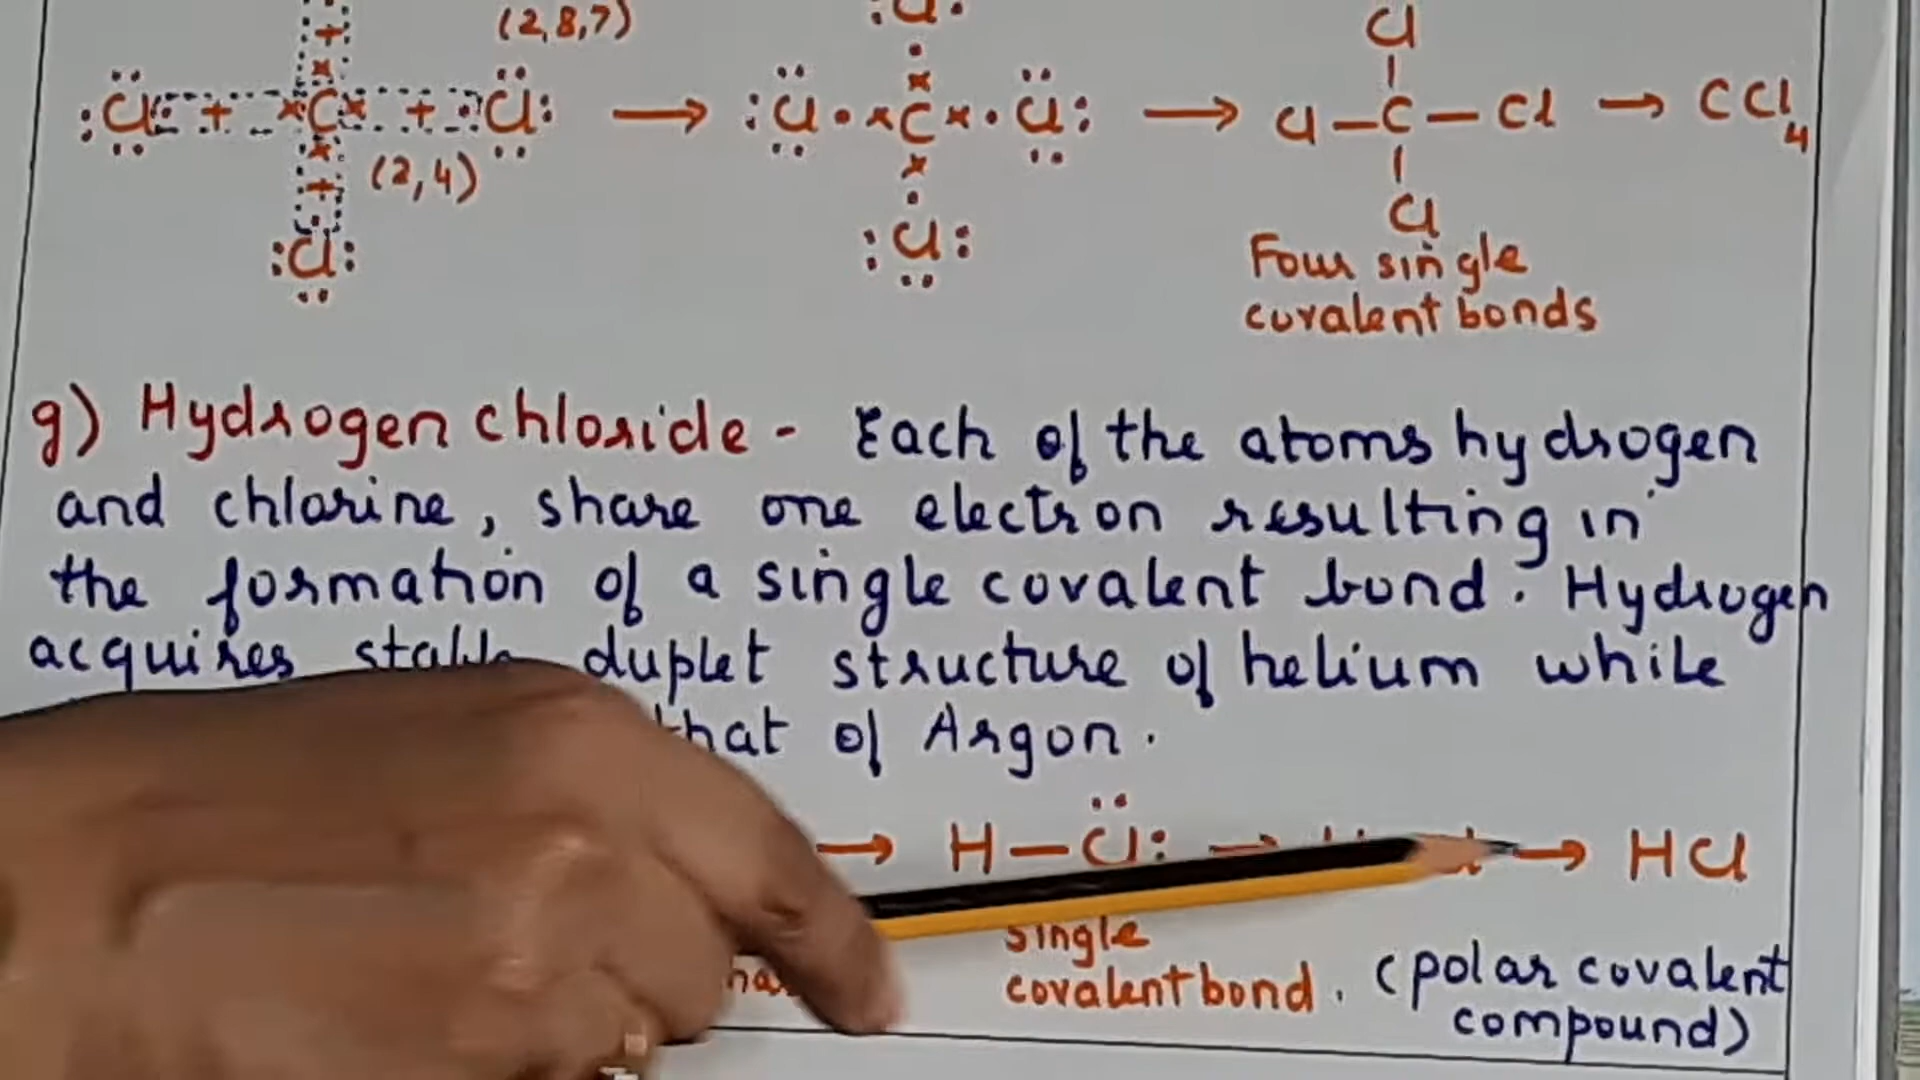 (2,8,7) Cl Cl
Cl + C + Cl → Cl C Cl → Cl — C — Cl → CCl4
(2,4)
Cl Cl Cl
Four single
covalent bonds
g) Hydrogen chloride - Each of the atoms hydrogen
and chlorine, share one electron resulting in
the formation of a single covalent bond. Hydrogen
acquires stable duplet structure of helium while
that of Argon.
→ H — Cl: → → HCl
single
covalent bond. (polar covalent
compound)